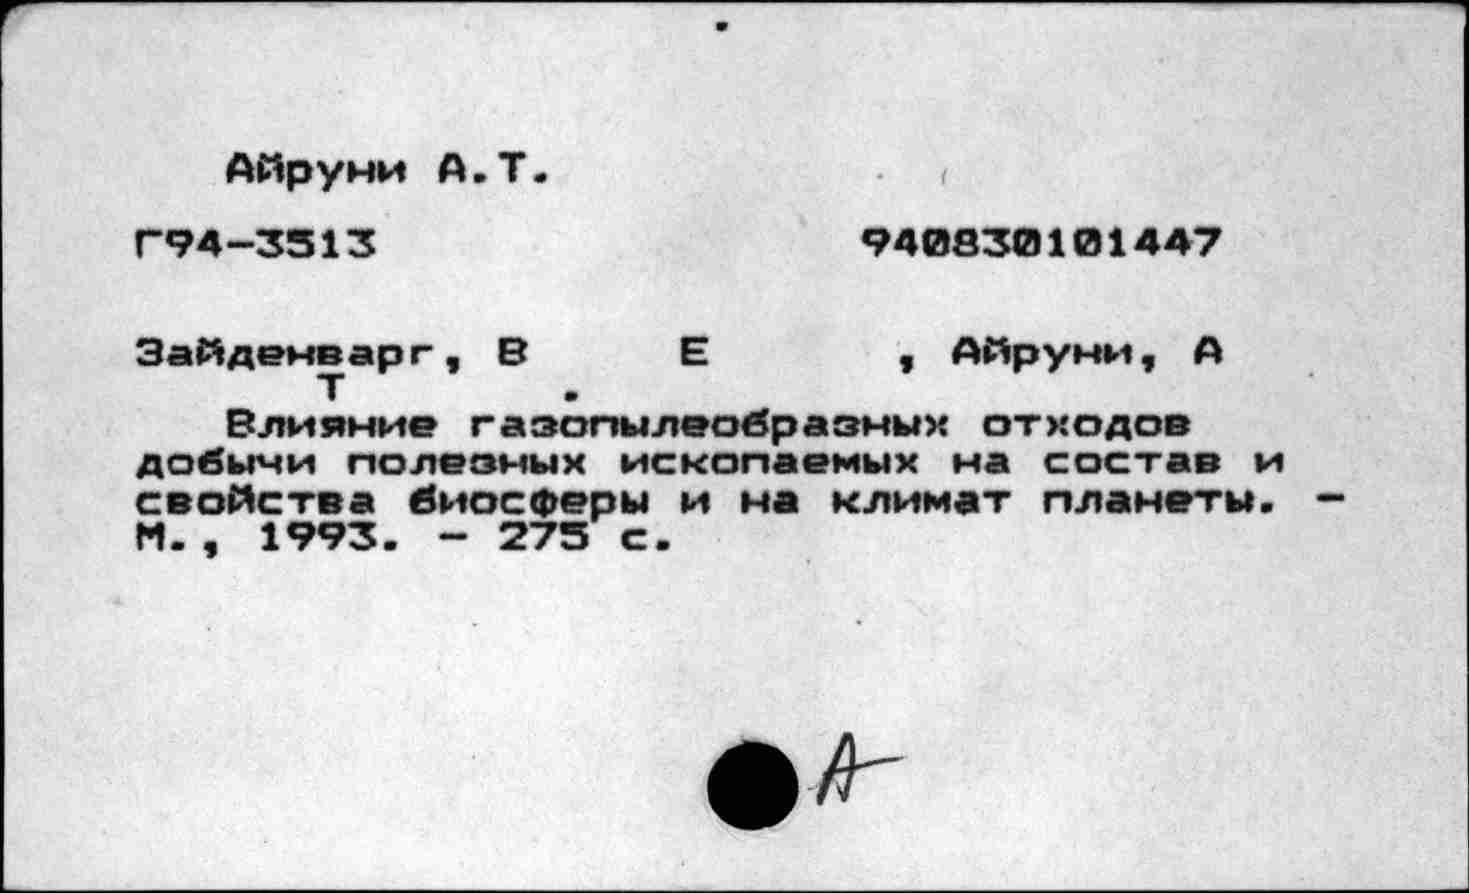 Айруни А.Т.
Г94-3513 940830101447
Зайденварг, В Е , Айруни, А
Т .
Влияние газопылеобразных отходов
добычи полезных ископаемых на состав и
свойства биосферы и на климат планеты. -
М., 1993. - 275 с.
А